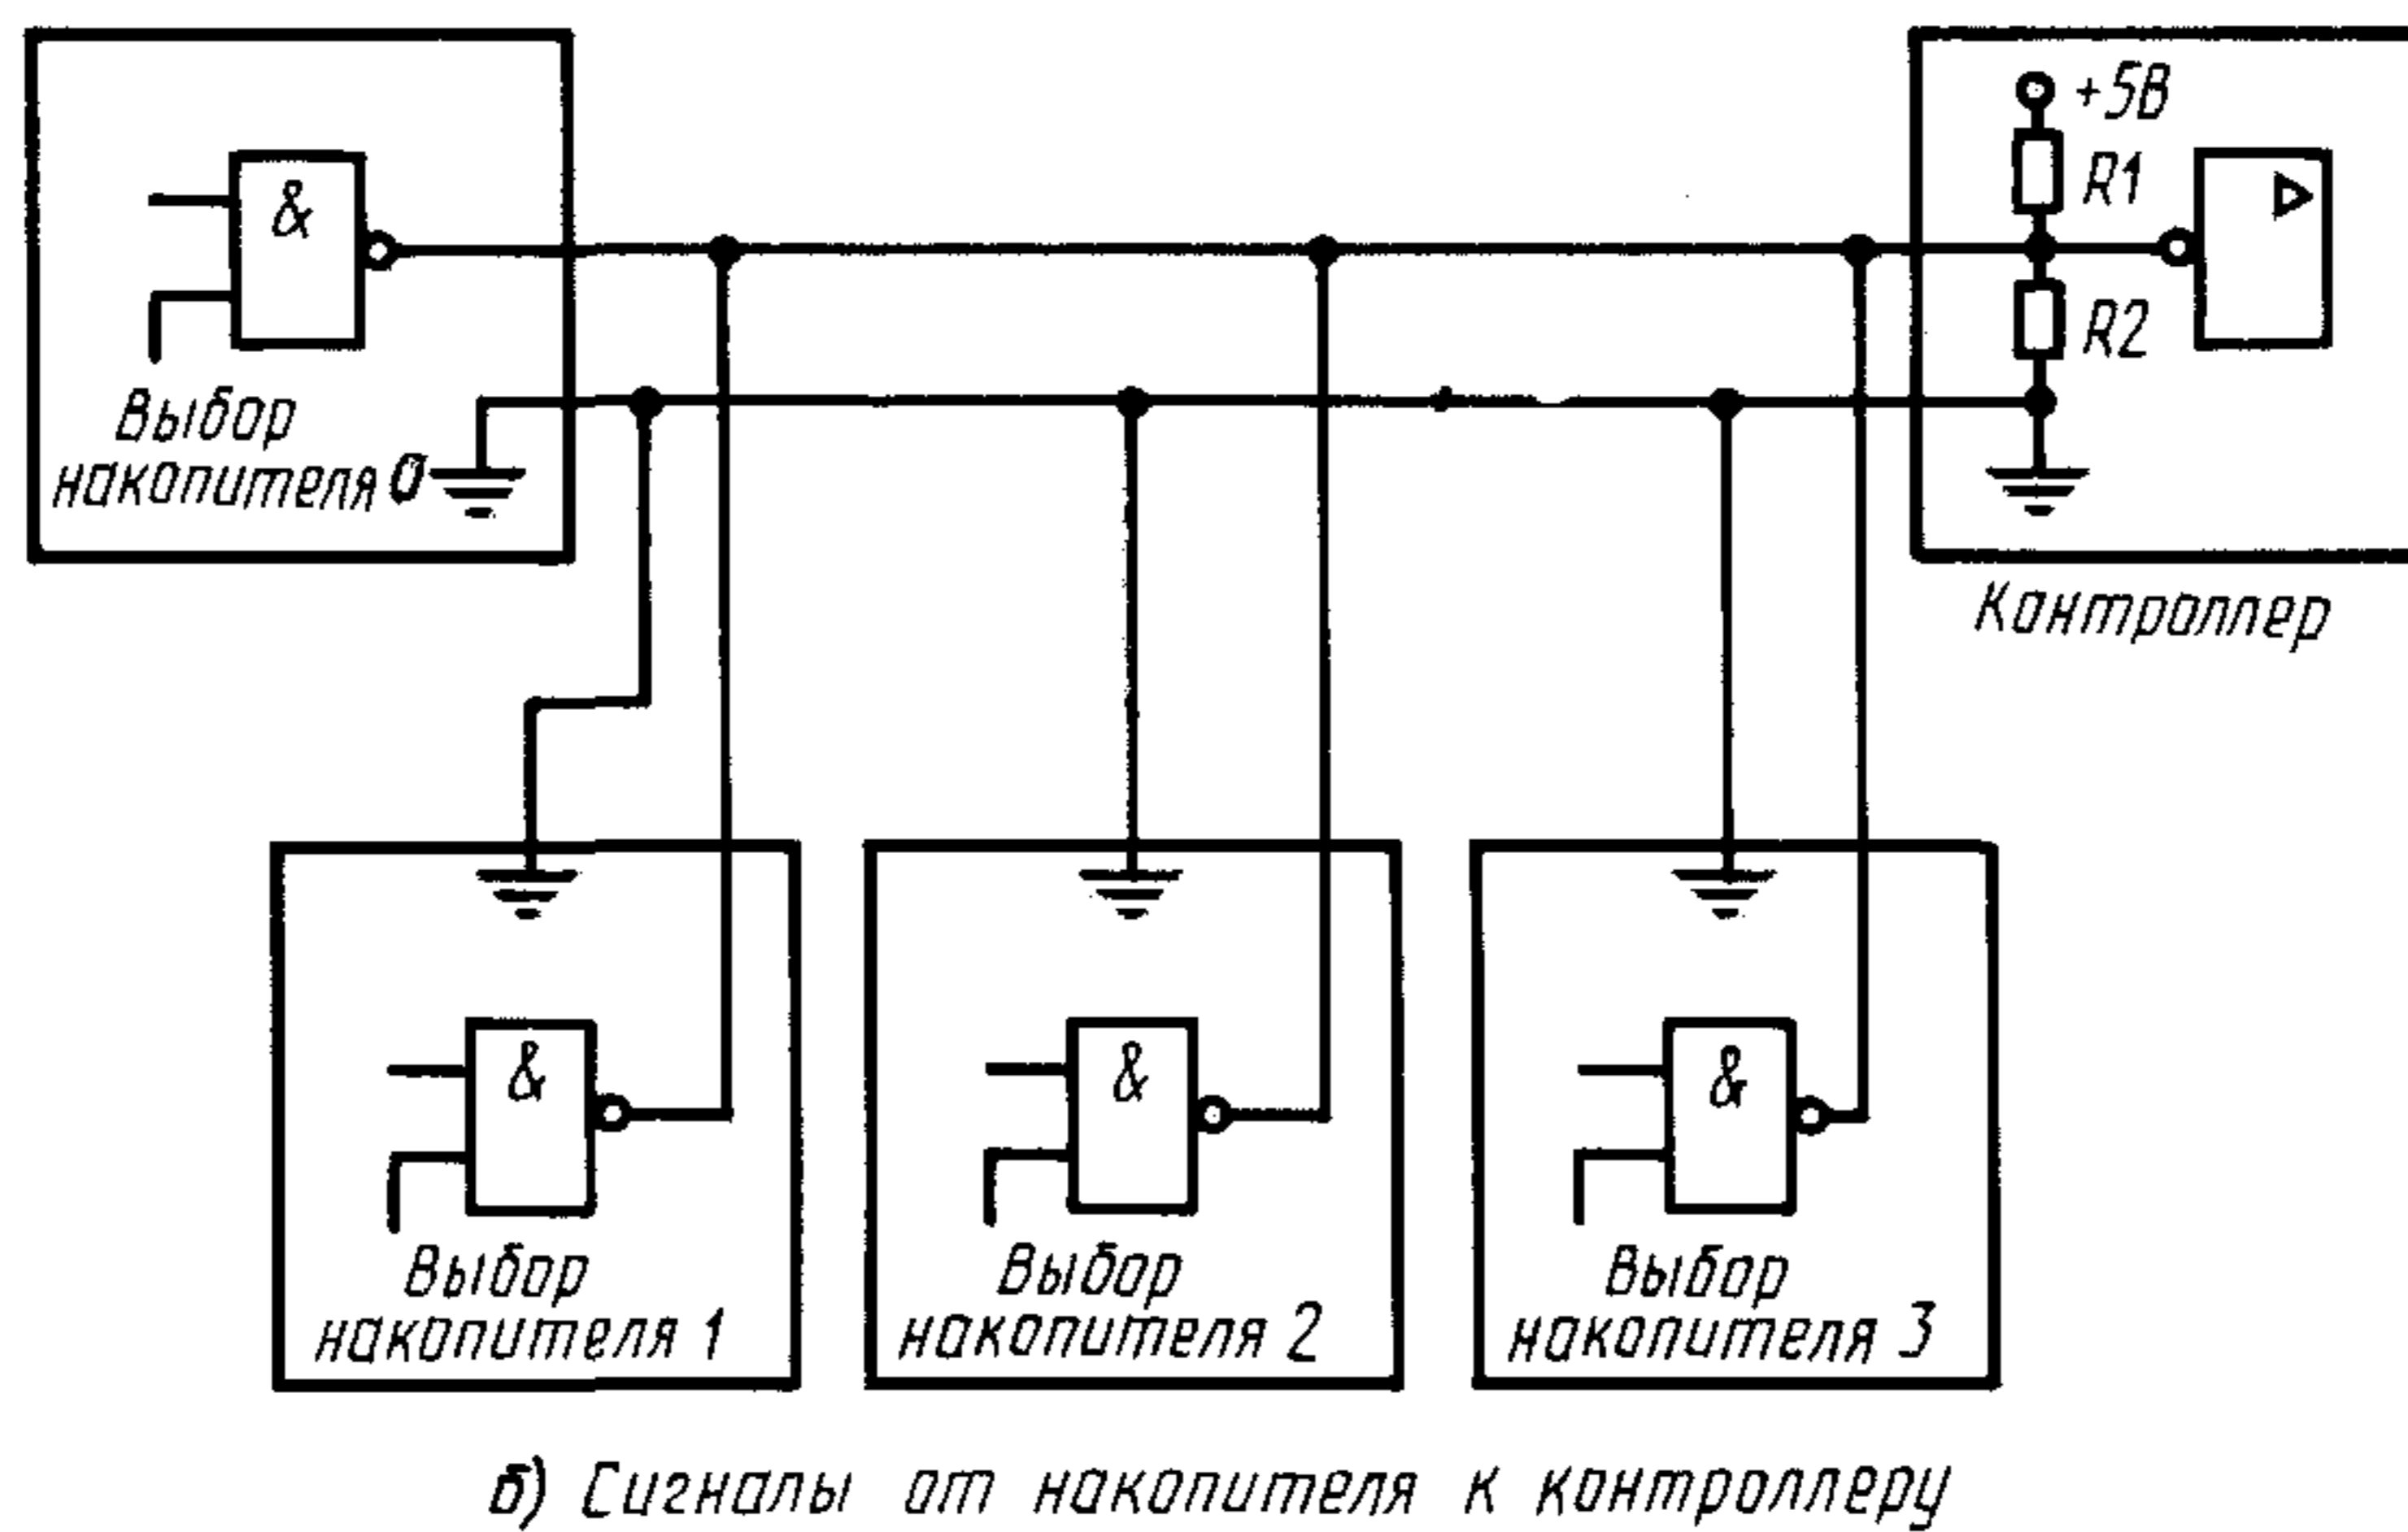 &
Выбор
накопителя 0
+5В
R1
R2
Контроллер
&
Выбор
накопителя 1
&
Выбор
накопителя 2
&
Выбор
накопителя 3
б) Сигналы от накопителя к контроллеру